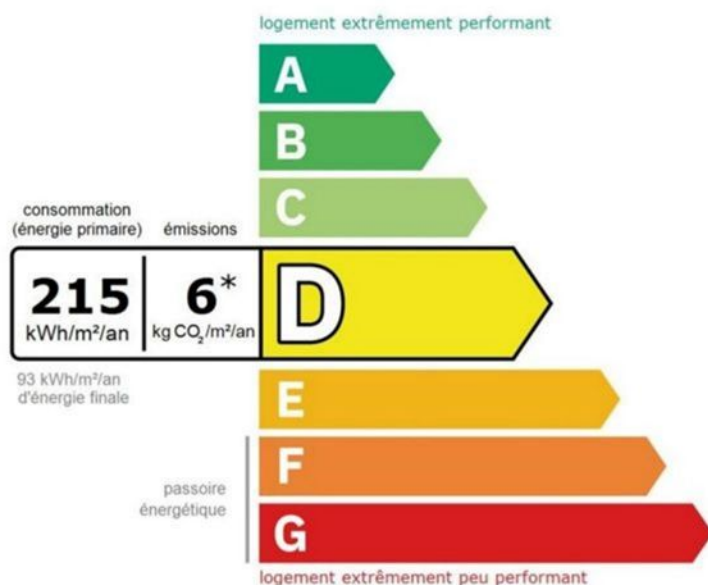 logement extrêmement performant
A
B
C
consommation
(énergie primaire)
émissions
215
kWh/m²/an
6*
kg CO₂/m²/an
D
93 kWh/m²/an
d'énergie finale
E
F
passoire
énergétique
G
logement extrêmement peu performant